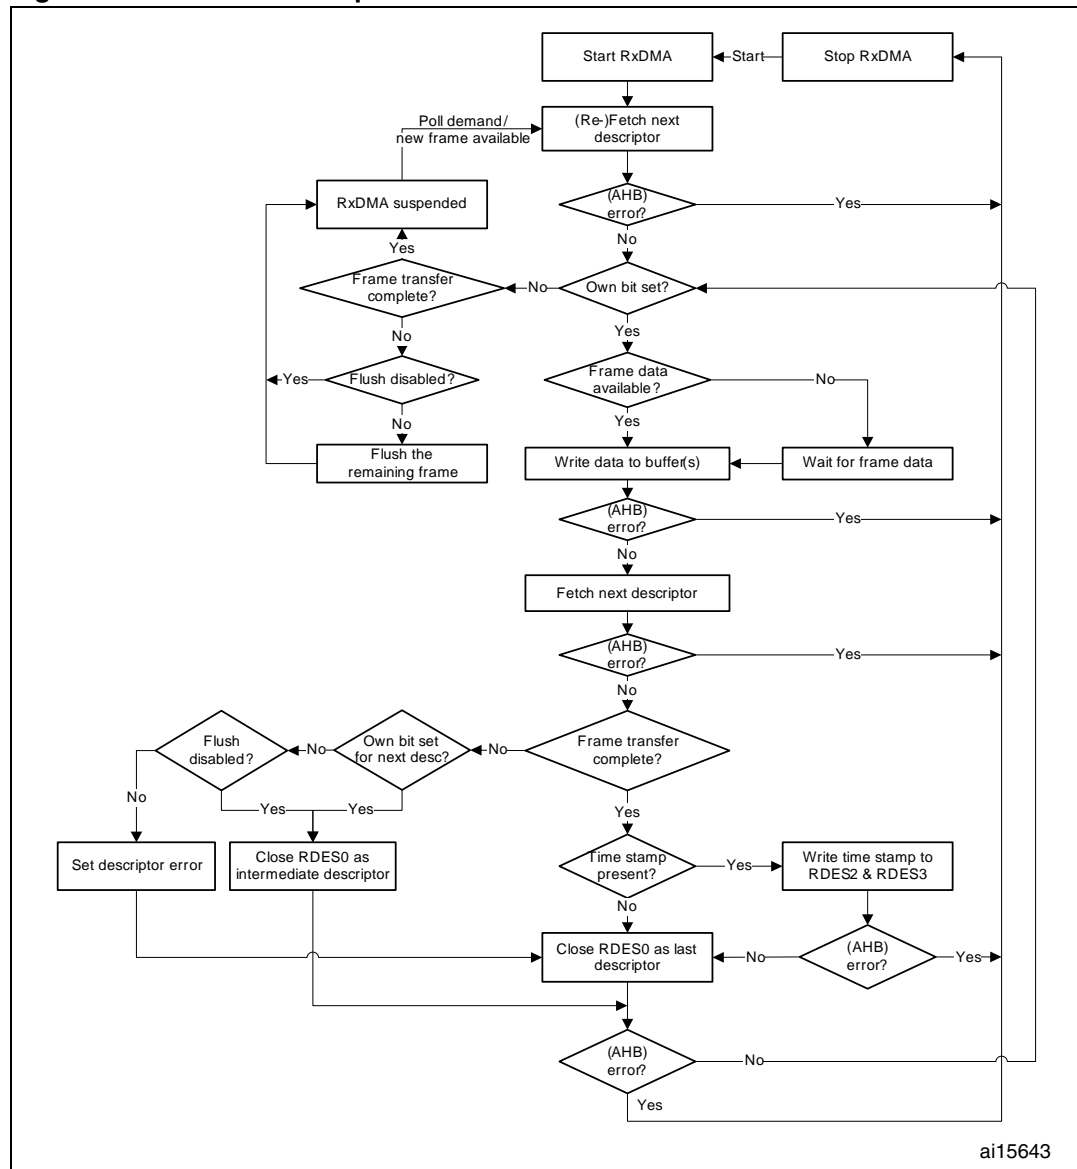 Start RxDMA
Start
Stop RxDMA
Poll demand/
new frame available
(Re-)Fetch next
descriptor
RxDMA suspended
(AHB)
error?
Yes
Yes
No
Frame transfer
complete?
No
Own bit set?
No
Yes
Yes
Flush disabled?
Frame data
available?
No
No
Yes
Flush the
remaining frame
Write data to buffer(s)
Wait for frame data
(AHB)
error?
Yes
No
Fetch next descriptor
(AHB)
error?
Yes
No
Flush
disabled?
No
Own bit set
for next desc?
No
Frame transfer
complete?
No
Yes
Yes
Yes
Set descriptor error
Close RDES0 as
intermediate descriptor
Time stamp
present?
Yes
Write time stamp to
RDES2 & RDES3
No
Close RDES0 as last
descriptor
No
(AHB)
error?
Yes
(AHB)
error?
No
Yes
ai15643